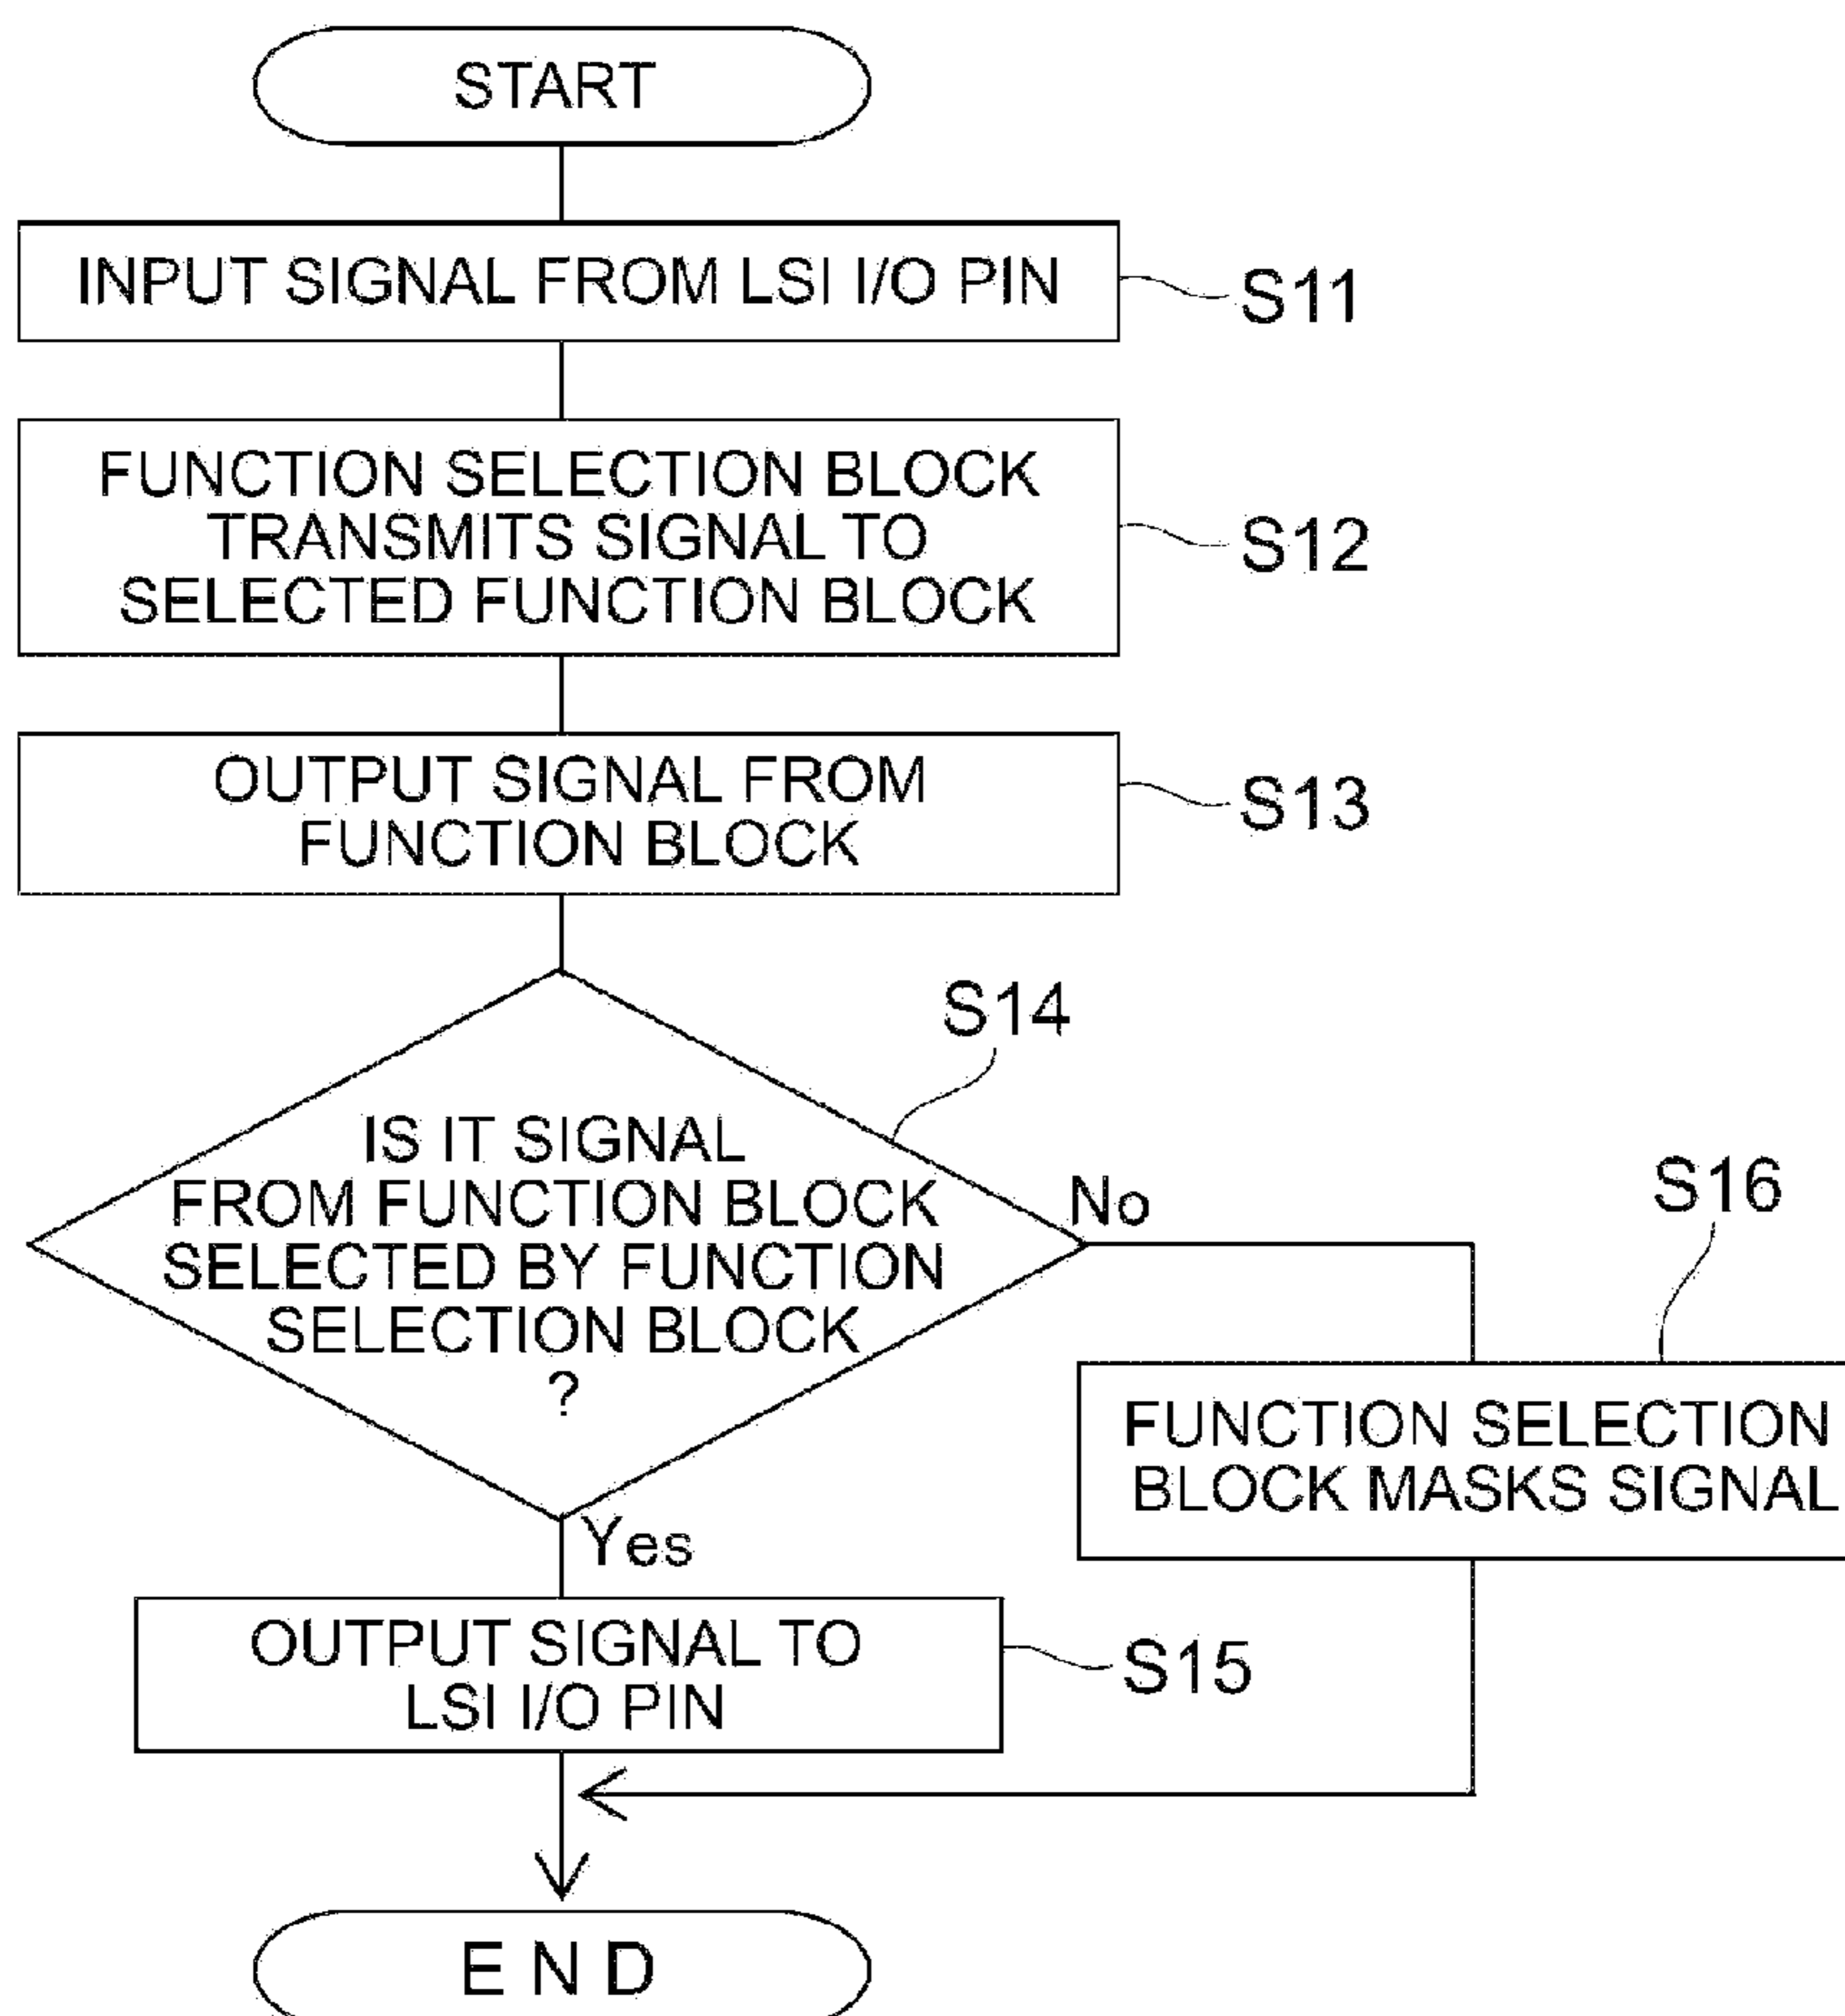 START
INPUT SIGNAL FROM LSI I/O PIN
S11
FUNCTION SELECTION BLOCK
TRANSMITS SIGNAL TO
SELECTED FUNCTION BLOCK
S12
OUTPUT SIGNAL FROM
FUNCTION BLOCK
S13
S14
IS IT SIGNAL
FROM FUNCTION BLOCK
SELECTED BY FUNCTION
SELECTION BLOCK
?
No
S16
FUNCTION SELECTION
BLOCK MASKS SIGNAL
Yes
OUTPUT SIGNAL TO
LSI I/O PIN
S15
E N D